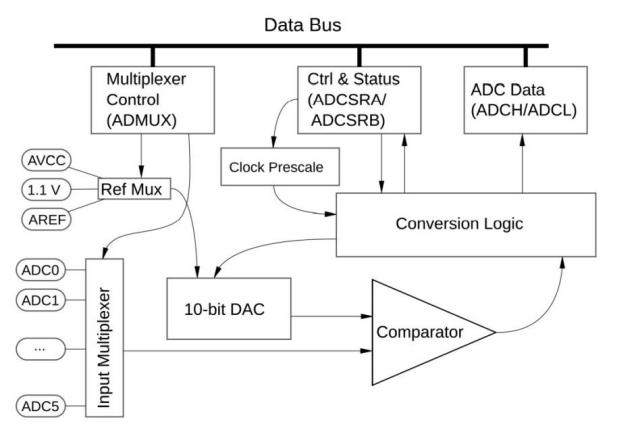 Data Bus
Multiplexer
Control
(ADMUX)
Ctrl & Status
(ADCSRA/
ADCSRB)
ADC Data
(ADCH/ADCL)
AVCC
1.1 V
AREF
Ref Mux
Clock Prescale
Conversion Logic
ADC0
ADC1
...
ADC5
Input Multiplexer
10-bit DAC
Comparator